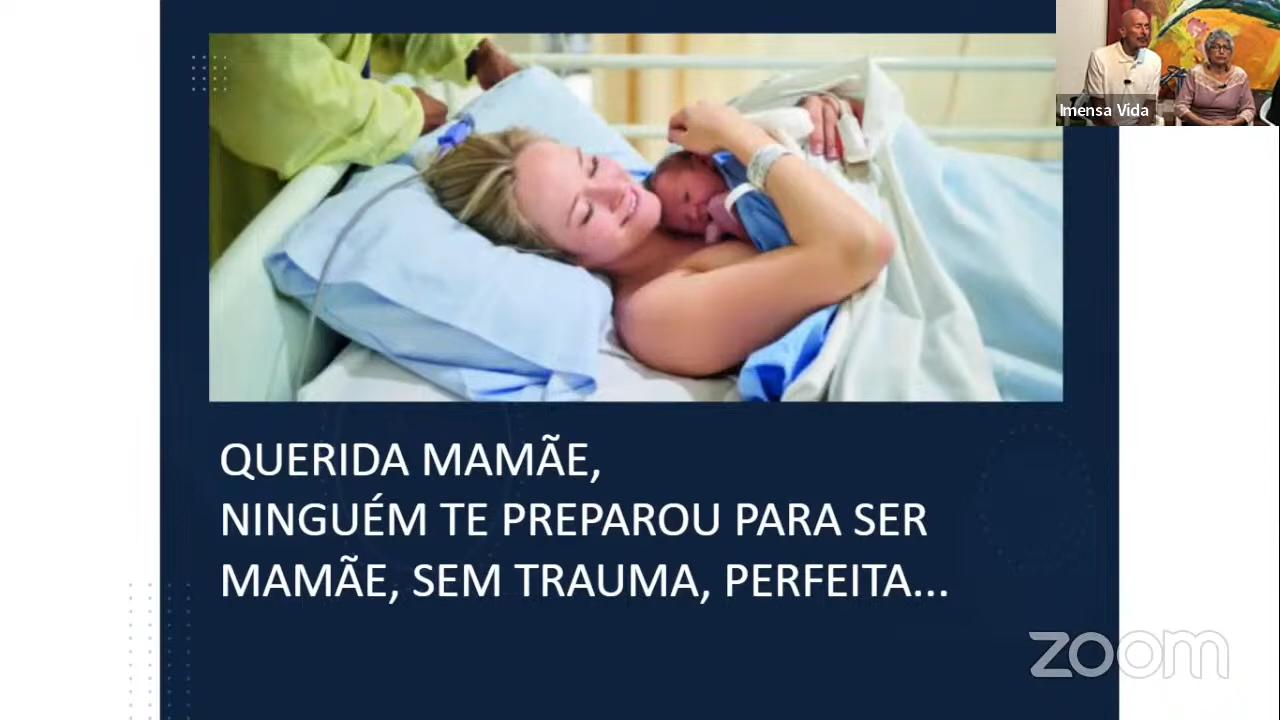 Imensa Vida
QUERIDA MAMÃE,
NINGUÉM TE PREPAROU PARA SER
MAMÃE, SEM TRAUMA, PERFEITA...
zoom